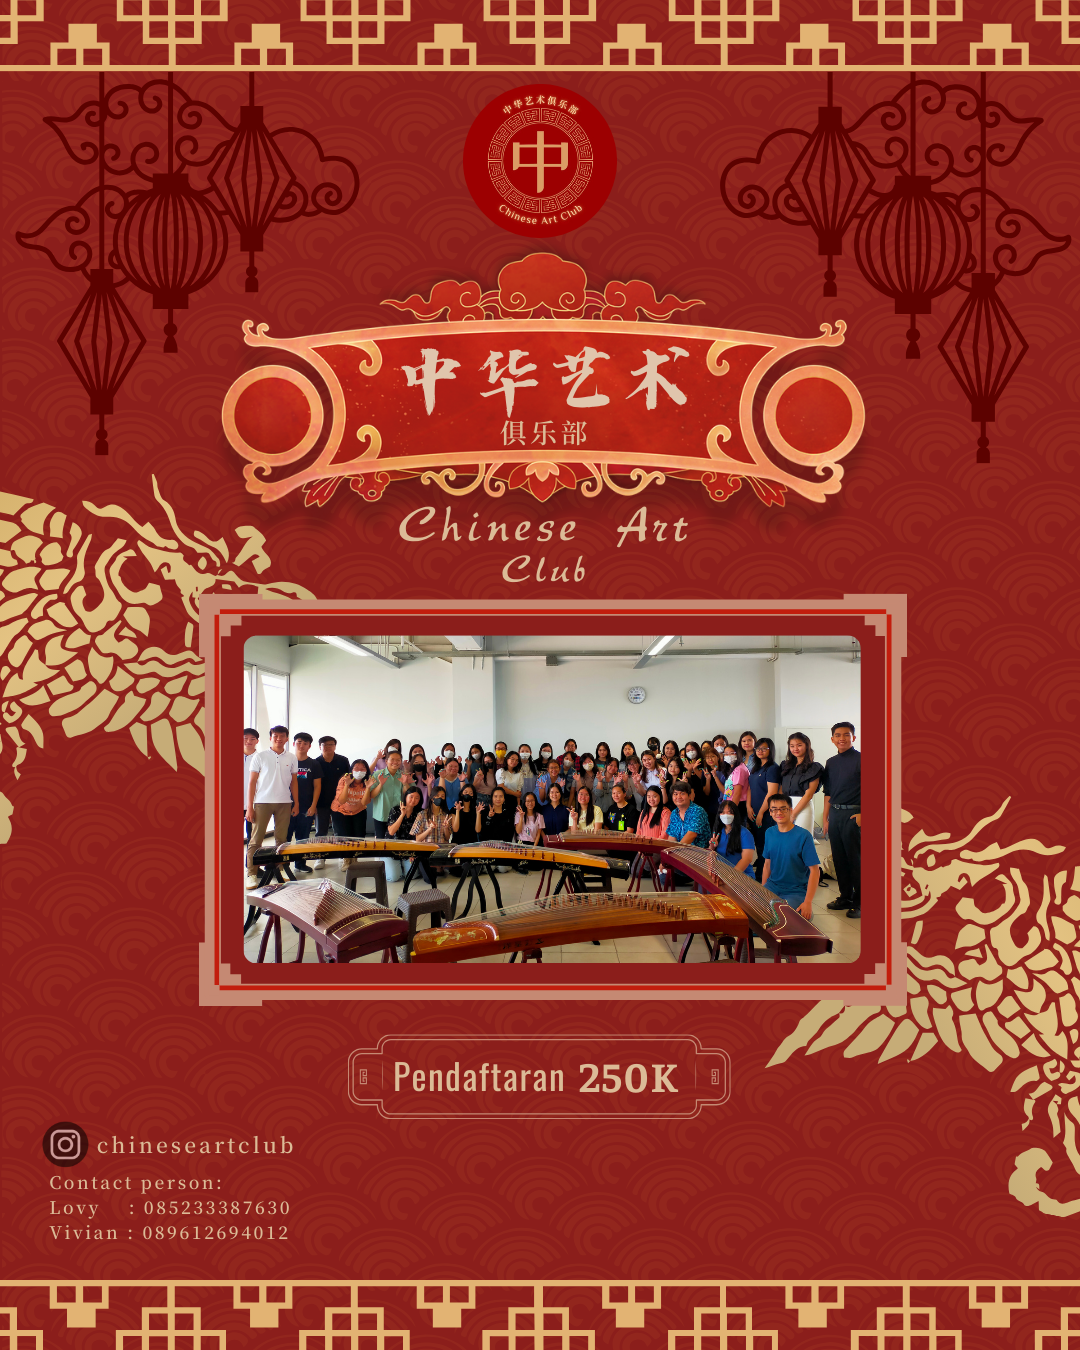 中华艺术俱乐部
中
Chinese Art Club
中华艺术
俱乐部
Chinese Art
Club
Pendaftaran 250K
chineseartclub
Contact person:
Lovy : 085233387630
Vivian : 089612694012